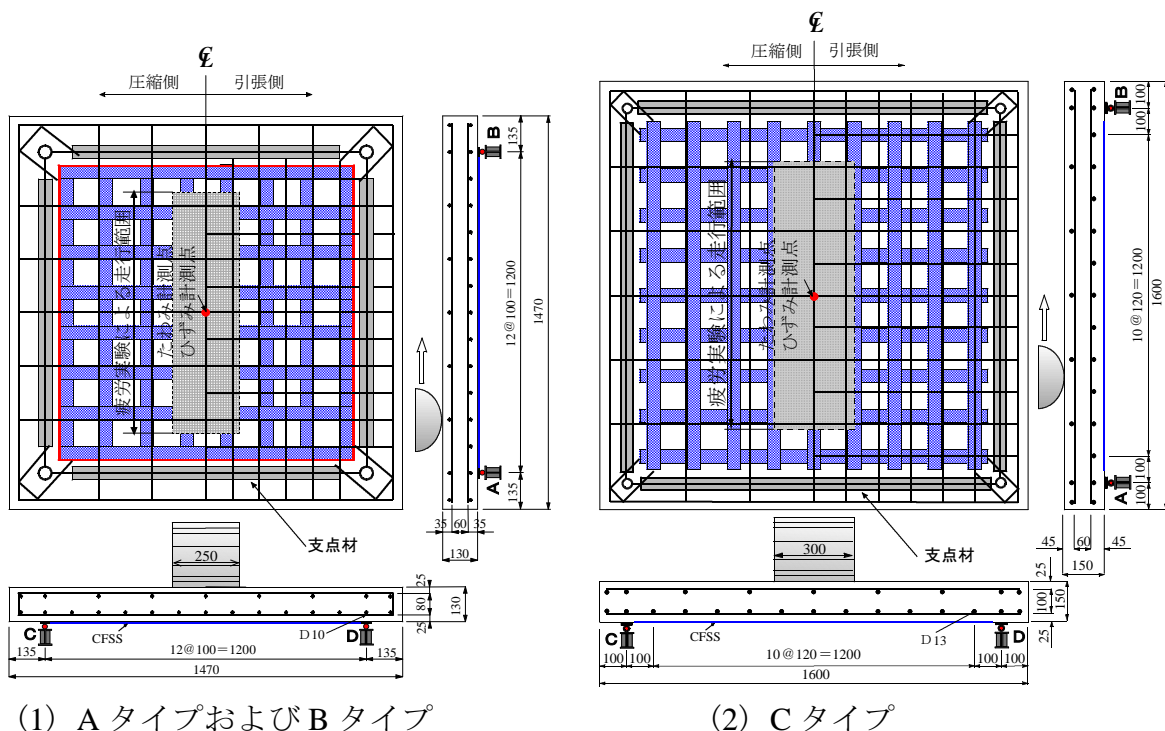 ℄
圧縮側 引張側
疲労実験による走行範囲
たわみ計測点
ひずみ計測点
支点材
B
A
135
12@100=1200
1470
135
35 60 35
130
250
25
80
25
130
C
D
CFSS
D10
135
12@100=1200
135
1470
(1) A タイプおよび B タイプ
℄
圧縮側 引張側
疲労実験による走行範囲
たわみ計測点
ひずみ計測点
支点材
B
A
100
100
10@120=1200
1600
100
100
45 60 45
150
300
25
100
25
150
C
D
CFSS
D13
100 100
10@120=1200
100 100
1600
(2) C タイプ